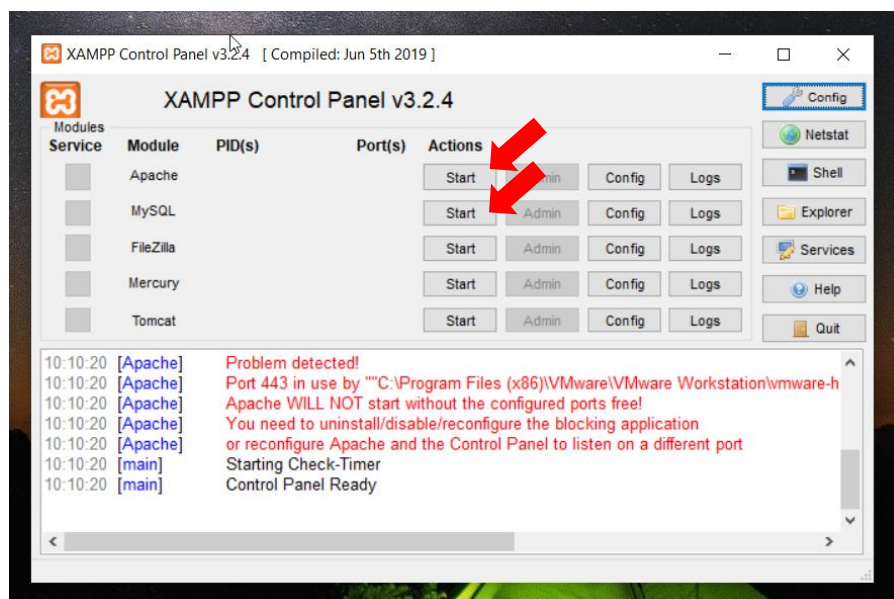 XAMPP Control Panel v3.2.4 [ Compiled: Jun 5th 2019 ]
XAMPP Control Panel v3.2.4
Config
Modules
Service Module PID(s) Port(s) Actions
Netstat
Apache Start Config Logs
Shell
MySQL Start Admin Config Logs
Explorer
FileZilla Start Admin Config Logs
Services
Mercury Start Admin Config Logs
Help
Tomcat Start Admin Config Logs
Quit
10:10:20 [Apache] Problem detected!
10:10:20 [Apache] Port 443 in use by ""C:\Program Files (x86)\VMware\VMware Workstation\vmware-h
10:10:20 [Apache] Apache WILL NOT start without the configured ports free!
10:10:20 [Apache] You need to uninstall/disable/reconfigure the blocking application
10:10:20 [Apache] or reconfigure Apache and the Control Panel to listen on a different port
10:10:20 [main] Starting Check-Timer
10:10:20 [main] Control Panel Ready